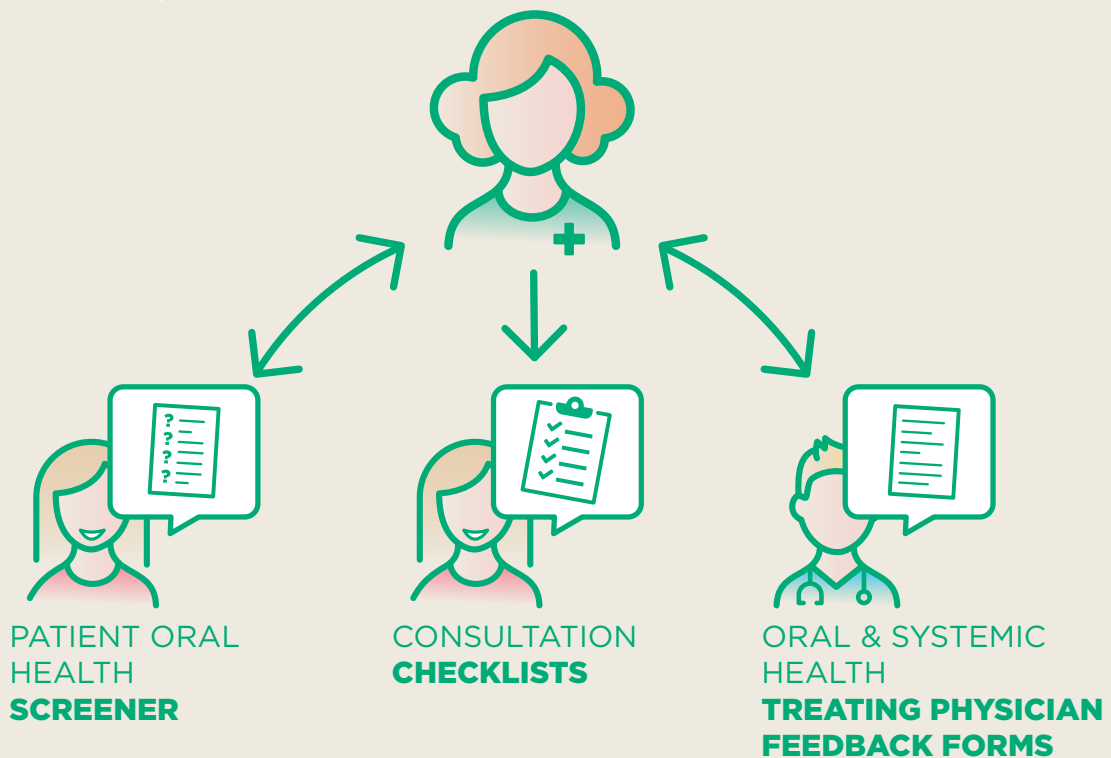 PATIENT ORAL
HEALTH
SCREENER
CONSULTATION
CHECKLISTS
ORAL & SYSTEMIC
HEALTH
TREATING PHYSICIAN
FEEDBACK FORMS